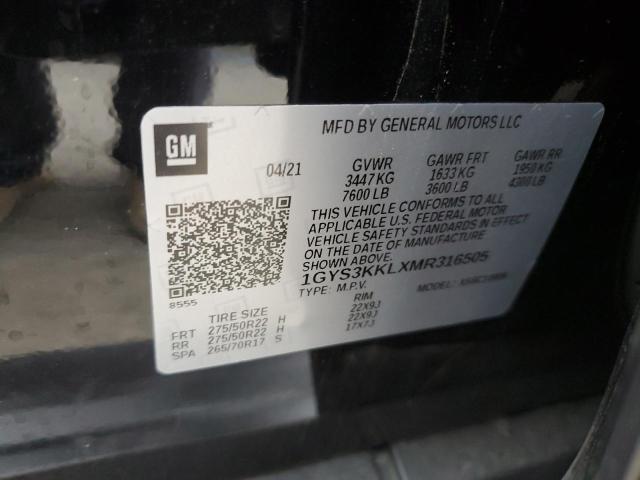 GM
MFD BY GENERAL MOTORS LLC
04/21 GVWR GAWR FRT GAWR RR
3447 KG 1633 KG 1950 KG
7600 LB 3600 LB 4300 LB
THIS VEHICLE CONFORMS TO ALL
APPLICABLE U.S. FEDERAL MOTOR
VEHICLE SAFETY STANDARDS IN EFFECT
ON THE DATE OF MANUFACTURE
SHOWN ABOVE.
1GYS3KKLXMR316505
TYPE: M.P.V. MODEL:
8555
TIRE SIZE RIM
FRT 275/50R22 H 22X9J
RR 275/50R22 H 22X9J
SPA 265/70R17 S 17X7J